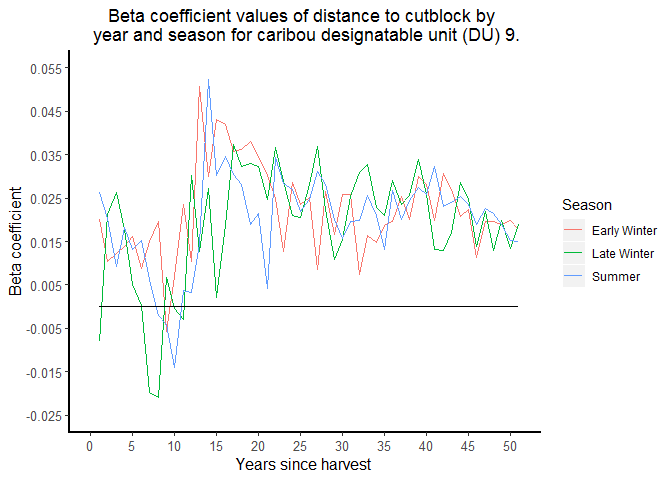 Beta coefficient values of distance to cutblock by
year and season for caribou designatable unit (DU) 9.
0.055
0.045
0.035
0.025
0.015
0.005
-0.005
-0.015
-0.025
Beta coefficient
0 5 10 15 20 25 30 35 40 45 50
Years since harvest
Season
Early Winter
Late Winter
Summer